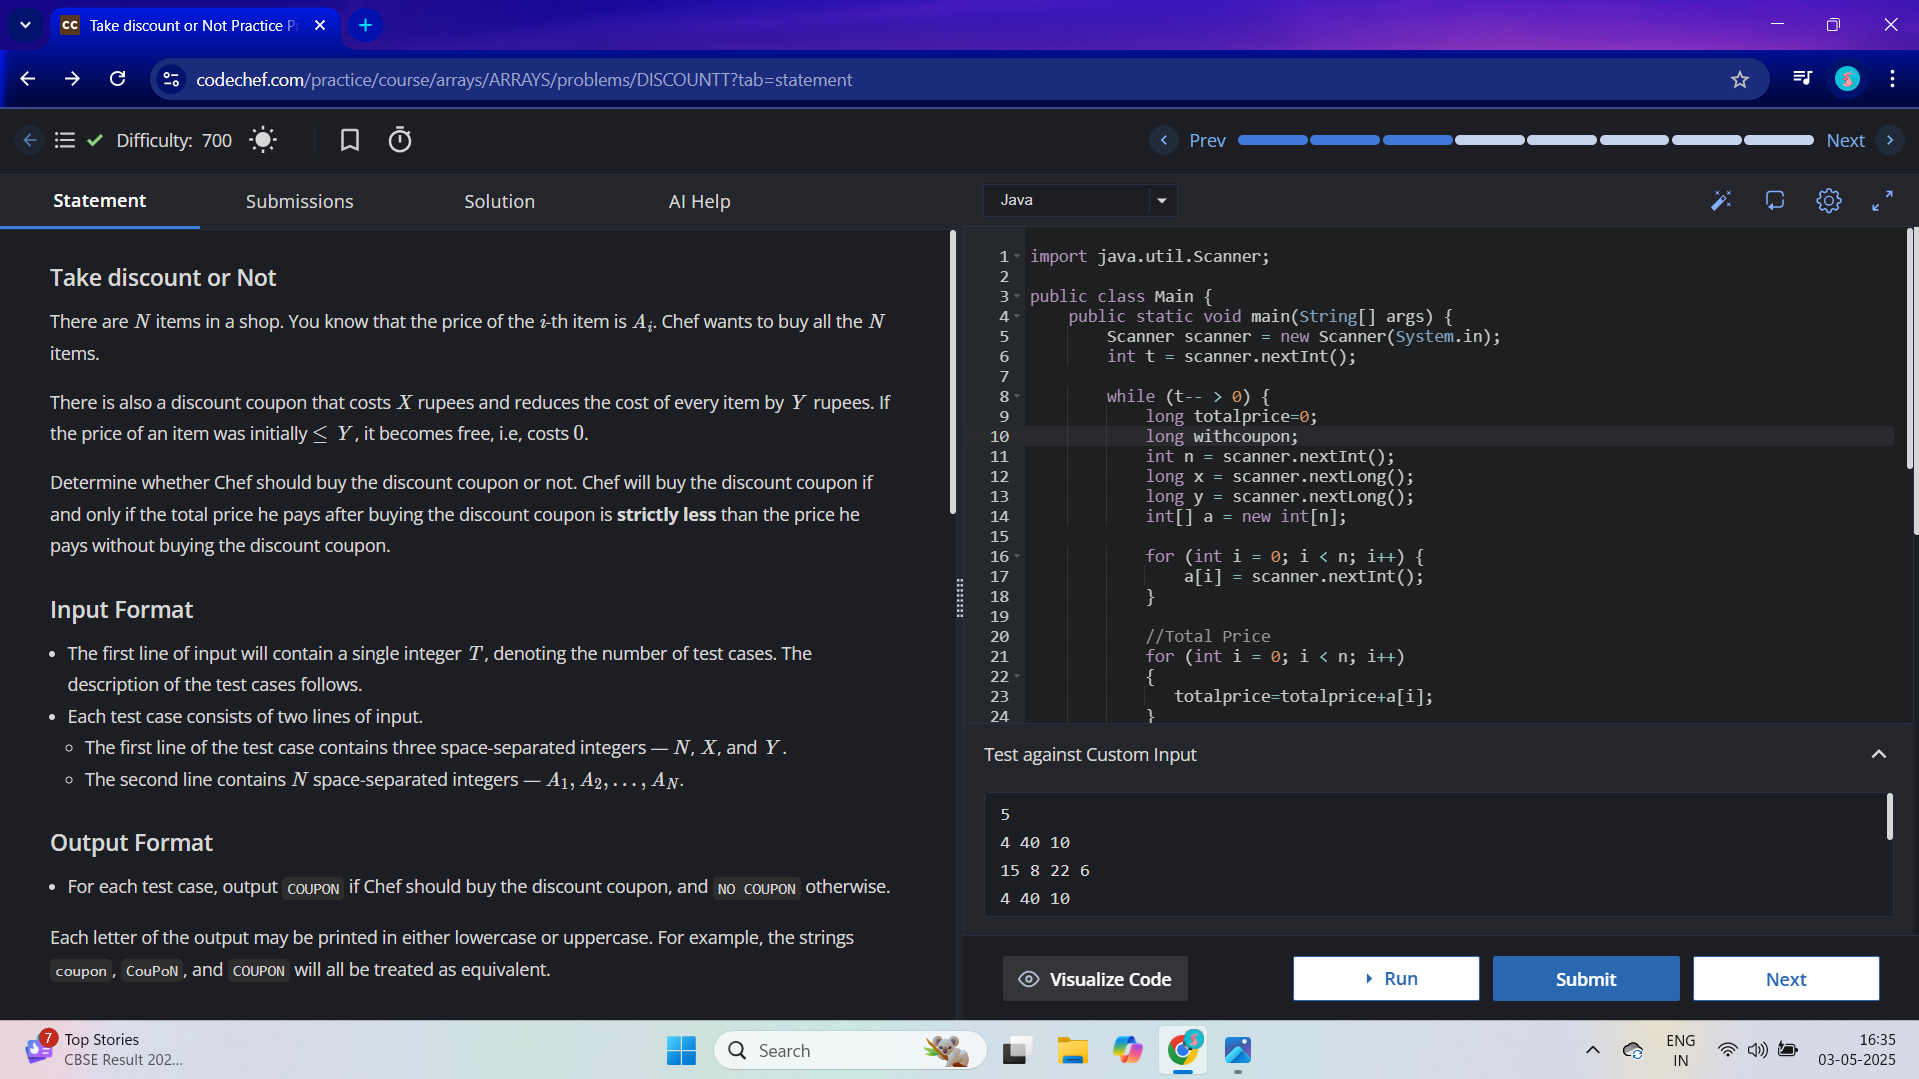 CC Take discount or Not Practice P
codechef.com/practice/course/arrays/ARRAYS/problems/DISCOUNTT?tab=statement
Difficulty: 700
Prev
Next
Statement
Submissions
Solution
AI Help
Take discount or Not
There are N items in a shop. You know that the price of the i-th item is Aᵢ. Chef wants to buy all the N
items.
There is also a discount coupon that costs X rupees and reduces the cost of every item by Y rupees. If
the price of an item was initially ≤ Y, it becomes free, i.e, costs 0.
Determine whether Chef should buy the discount coupon or not. Chef will buy the discount coupon if
and only if the total price he pays after buying the discount coupon is strictly less than the price he
pays without buying the discount coupon.
Input Format
• The first line of input will contain a single integer T, denoting the number of test cases. The
description of the test cases follows.
• Each test case consists of two lines of input.
◦ The first line of the test case contains three space-separated integers — N, X, and Y.
◦ The second line contains N space-separated integers — A₁, A₂, . . . , A_N.
Output Format
• For each test case, output COUPON if Chef should buy the discount coupon, and NO COUPON otherwise.
Each letter of the output may be printed in either lowercase or uppercase. For example, the strings
coupon, CouPoN, and COUPON will all be treated as equivalent.
Java
1 import java.util.Scanner;
2
3 public class Main {
4 public static void main(String[] args) {
5 Scanner scanner = new Scanner(System.in);
6 int t = scanner.nextInt();
7
8 while (t-- > 0) {
9 long totalprice=0;
10 long withcoupon;
11 int n = scanner.nextInt();
12 long x = scanner.nextLong();
13 long y = scanner.nextLong();
14 int[] a = new int[n];
15
16 for (int i = 0; i < n; i++) {
17 a[i] = scanner.nextInt();
18 }
19
20 //Total Price
21 for (int i = 0; i < n; i++)
22 {
23 totalprice=totalprice+a[i];
24 }
Test against Custom Input
5
4 40 10
15 8 22 6
4 40 10
Visualize Code
Run
Submit
Next
7
Top Stories
CBSE Result 202...
Search
ENG
IN
16:35
03-05-2025